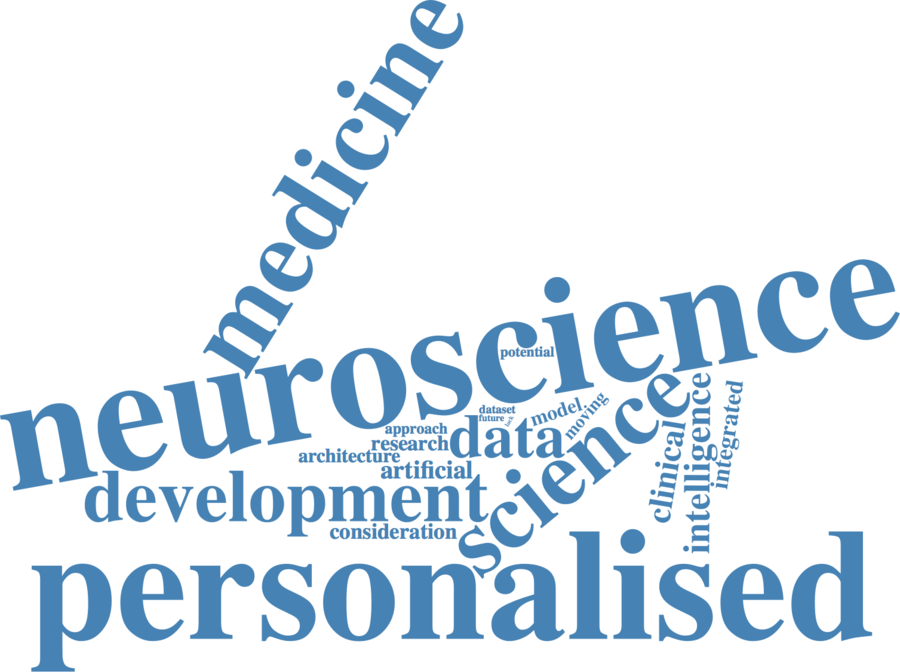 medicine
neuroscience
potential
dataset
future
lack
model
moving
approach
research
data
architecture
artificial
science
clinical
intelligence
integrated
development
consideration
personalised